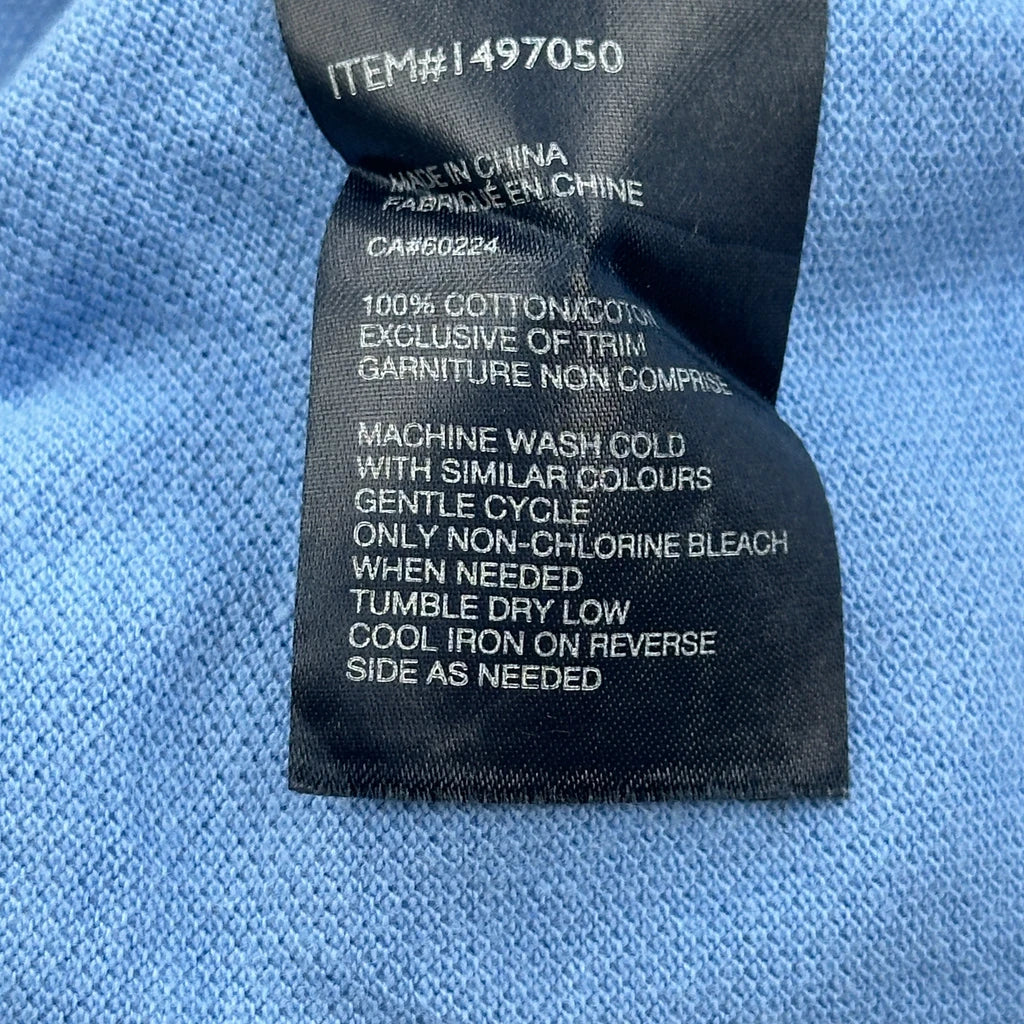 ITEM#1497050
MADE IN CHINA
FABRIQUÉ EN CHINE
CA#60224
100% COTTON/COTON
EXCLUSIVE OF TRIM
GARNITURE NON COMPRISE
MACHINE WASH COLD
WITH SIMILAR COLOURS
GENTLE CYCLE
ONLY NON-CHLORINE BLEACH
WHEN NEEDED
TUMBLE DRY LOW
COOL IRON ON REVERSE
SIDE AS NEEDED